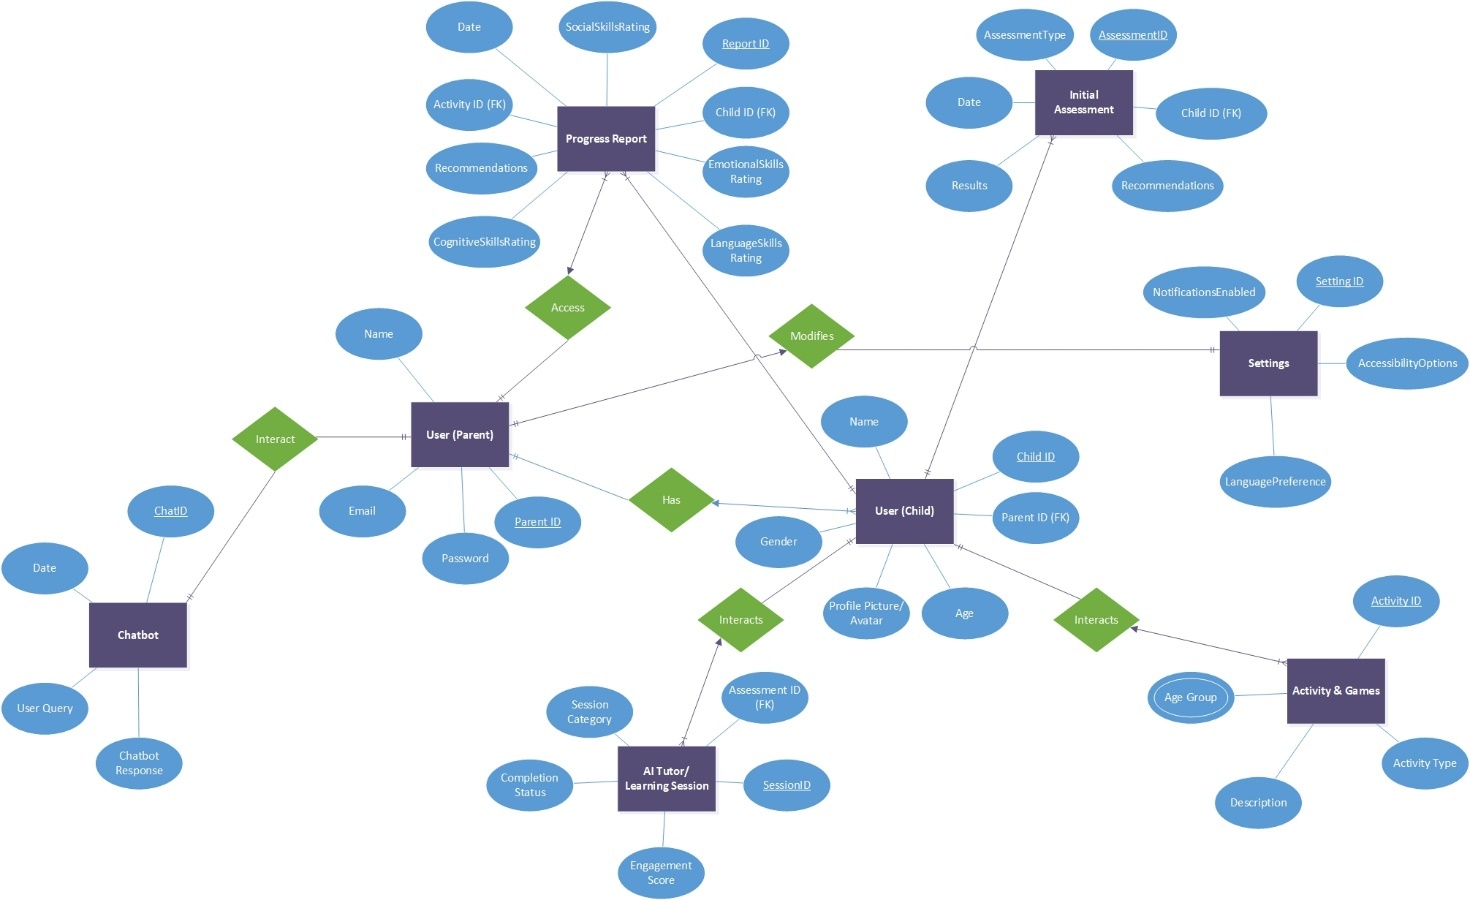 Date
SocialSkillsRating
Report ID
Activity ID (FK)
Progress Report
Child ID (FK)
Recommendations
EmotionalSkills
Rating
CognitiveSkillsRating
LanguageSkills
Rating
AssessmentType
AssessmentID
Date
Initial
Assessment
Child ID (FK)
Results
Recommendations
Access
Modifies
NotificationsEnabled
Setting ID
Settings
AccessibilityOptions
LanguagePreference
Name
Interact
User (Parent)
Email
Password
Parent ID
Has
Name
Child ID
User (Child)
Parent ID (FK)
Gender
Profile Picture/
Avatar
Age
ChatID
Date
Chatbot
User Query
Chatbot
Response
Interacts
Interacts
Session
Category
Assessment ID
(FK)
Completion
Status
AI Tutor/
Learning Session
SessionID
Engagement
Score
Activity ID
Age Group
Activity & Games
Activity Type
Description